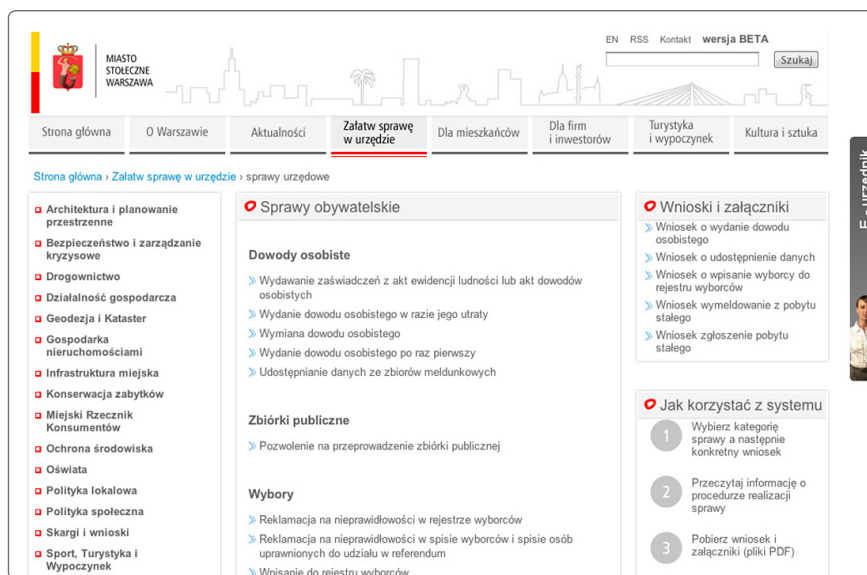 MIASTO
STOŁECZNE
WARSZAWA
EN RSS Kontakt wersja BETA
Szukaj
Strona główna
O Warszawie
Aktualności
Załatw sprawę
w urzędzie
Dla mieszkańców
Dla firm
i inwestorów
Turystyka
i wypoczynek
Kultura i sztuka
Strona główna › Załatw sprawę w urzędzie › sprawy urzędowe
Architektura i planowanie
przestrzenne
Bezpieczeństwo i zarządzanie
kryzysowe
Drogownictwo
Działalność gospodarcza
Geodezja i Kataster
Gospodarka
nieruchomościami
Infrastruktura miejska
Konserwacja zabytków
Miejski Rzecznik
Konsumentów
Ochrona środowiska
Oświata
Polityka lokalowa
Polityka społeczna
Skargi i wnioski
Sport, Turystyka i
Wypoczynek
Sprawy obywatelskie
Dowody osobiste
Wydawanie zaświadczeń z akt ewidencji ludności lub akt dowodów
osobistych
Wydanie dowodu osobistego w razie jego utraty
Wymiana dowodu osobistego
Wydanie dowodu osobistego po raz pierwszy
Udostępnianie danych ze zbiorów meldunkowych
Zbiórki publiczne
Pozwolenie na przeprowadzenie zbiórki publicznej
Wybory
Reklamacja na nieprawidłowości w rejestrze wyborców
Reklamacja na nieprawidłowości w spisie wyborców i spisie osób
uprawnionych do udziału w referendum
Wpisanie do rejestru wyborców
Wnioski i załączniki
Wniosek o wydanie dowodu
osobistego
Wniosek o udostępnienie danych
Wniosek o wpisanie wyborcy do
rejestru wyborców
Wniosek wymeldowanie z pobytu
stałego
Wniosek zgłoszenie pobytu
stałego
Jak korzystać z systemu
1
Wybierz kategorię
sprawy a następnie
konkretny wniosek
2
Przeczytaj informację o
procedurze realizacji
sprawy
3
Pobierz wniosek i
załączniki (pliki PDF)
E - urzędnik